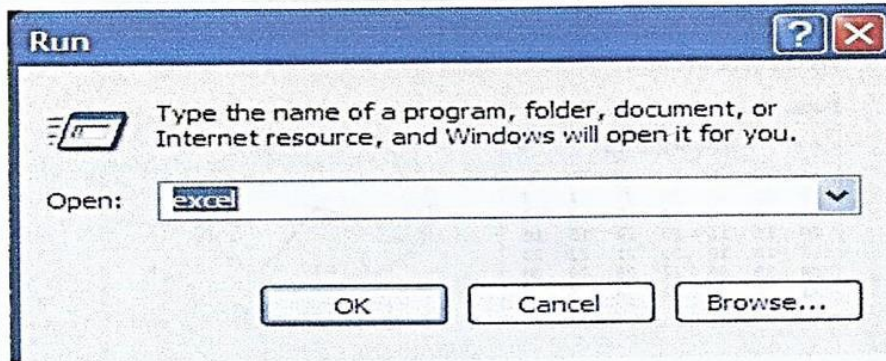 Run
Type the name of a program, folder, document, or
Internet resource, and Windows will open it for you.
Open: excel
OK Cancel Browse...